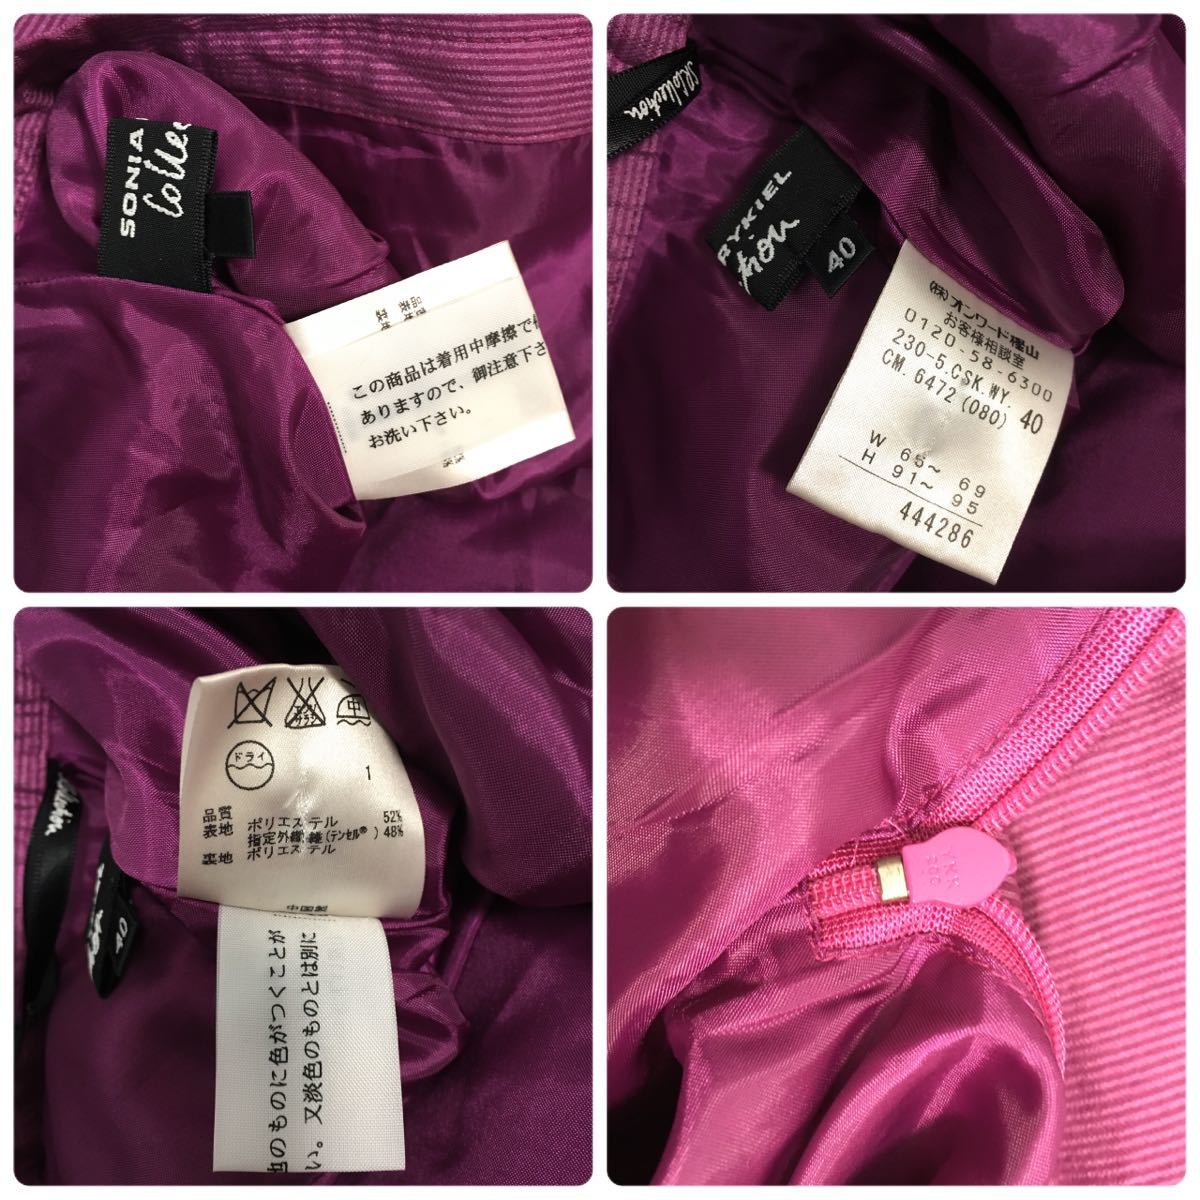 SONIA
Collec
この商品は着用中摩擦で他
ありますので、御注意下さ
お洗い下さい。
SRCollection
RYKIEL
ction
40
(株)オンワード樫山
お客様相談室
0120-58-6300
230-5.CSK.WY.
CM.6472(080) 40
W 65～ 69
H 91～ 95
444286
ドライ
1
品質
表地 ポリエステル 52%
指定外繊維(テンセル®) 48%
裏地 ポリエステル
中国製
40
他のものに色がつくことが
い。又淡色のものとは別に
YKK